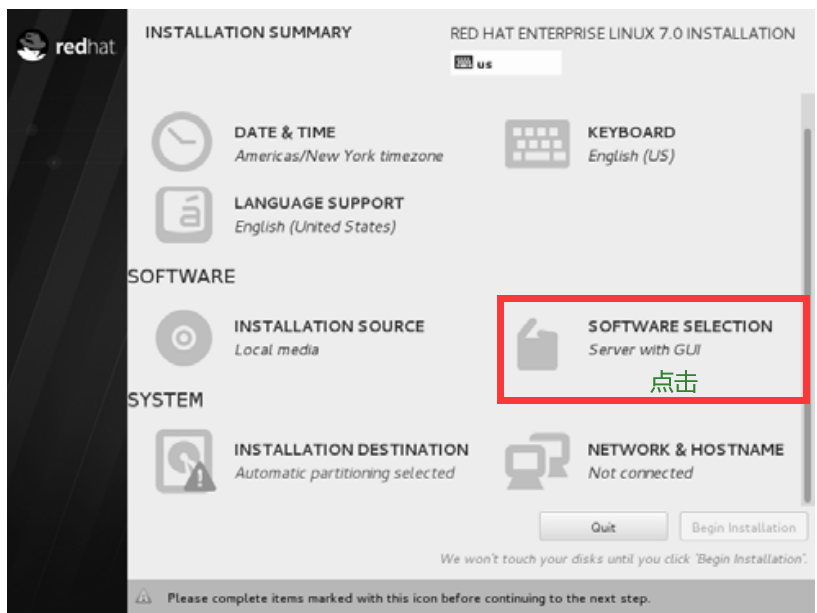 redhat
INSTALLATION SUMMARY
RED HAT ENTERPRISE LINUX 7.0 INSTALLATION
us
DATE & TIME
Americas/New York timezone
KEYBOARD
English (US)
LANGUAGE SUPPORT
English (United States)
SOFTWARE
INSTALLATION SOURCE
Local media
SOFTWARE SELECTION
Server with GUI
点击
SYSTEM
INSTALLATION DESTINATION
Automatic partitioning selected
NETWORK & HOSTNAME
Not connected
Quit
Begin Installation
We won't touch your disks until you click 'Begin Installation'.
Please complete items marked with this icon before continuing to the next step.